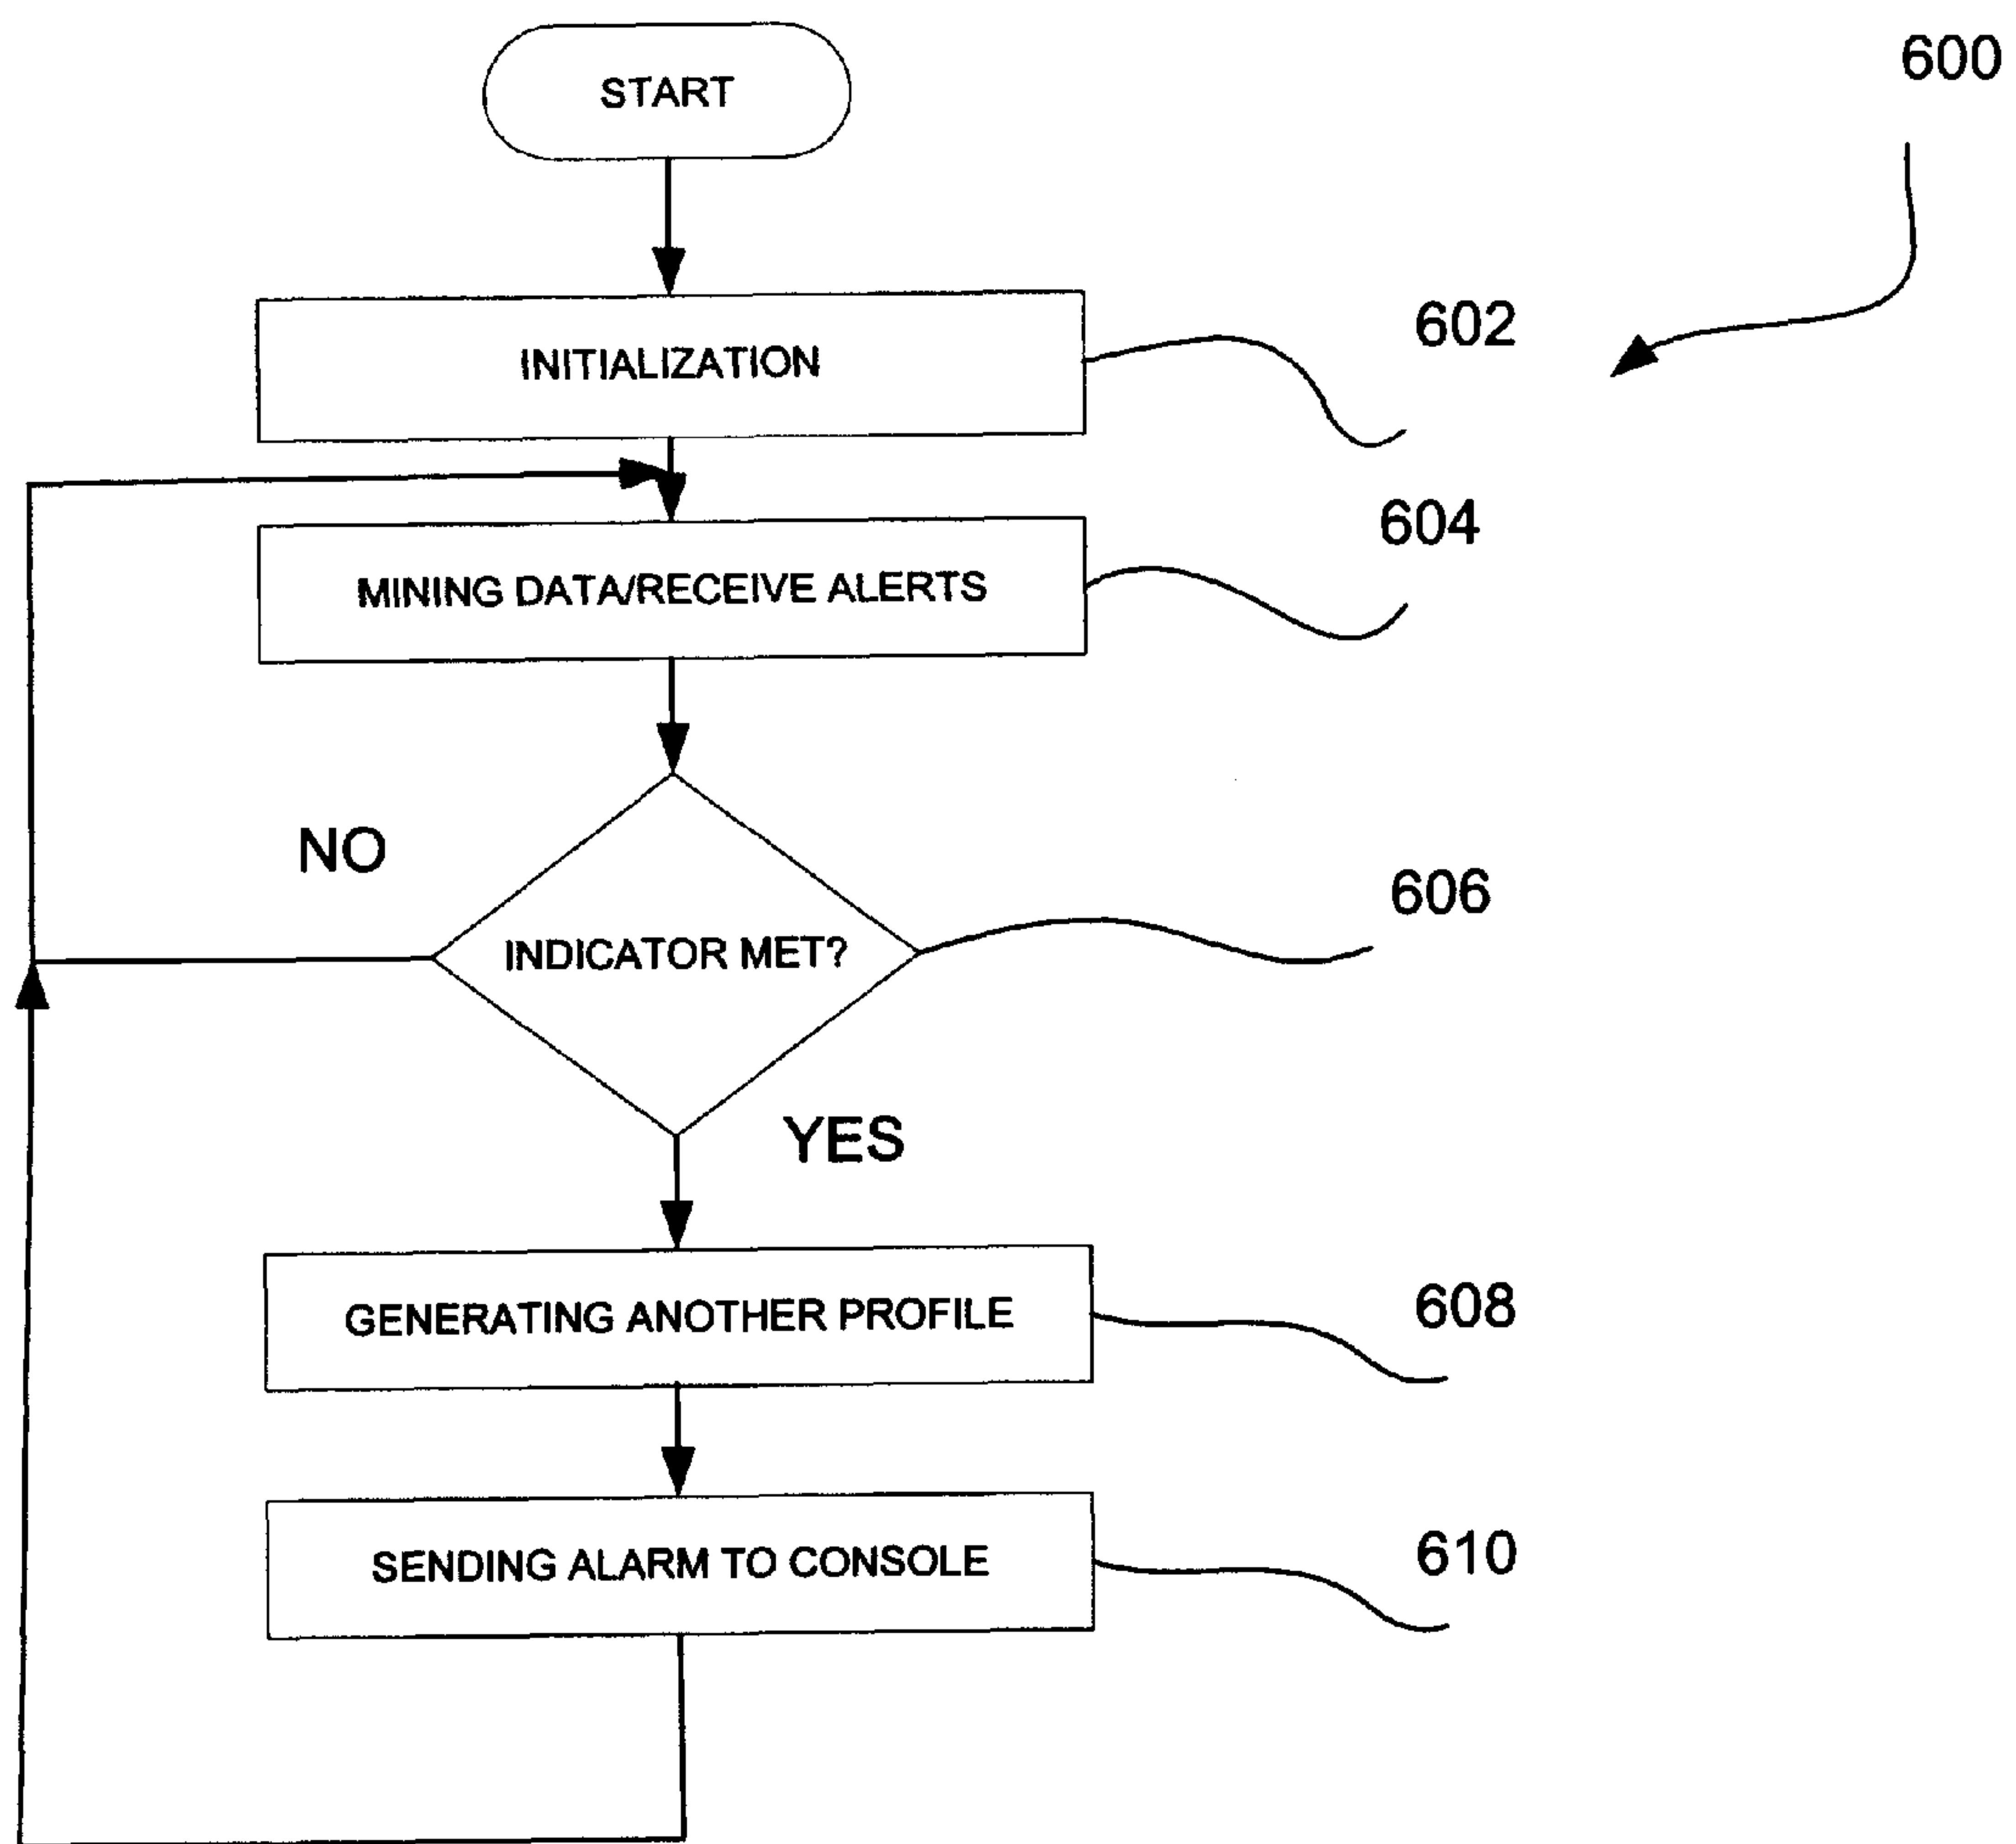 START
600
INITIALIZATION
602
MINING DATA/RECEIVE ALERTS
604
NO
INDICATOR MET?
606
YES
GENERATING ANOTHER PROFILE
608
SENDING ALARM TO CONSOLE
610